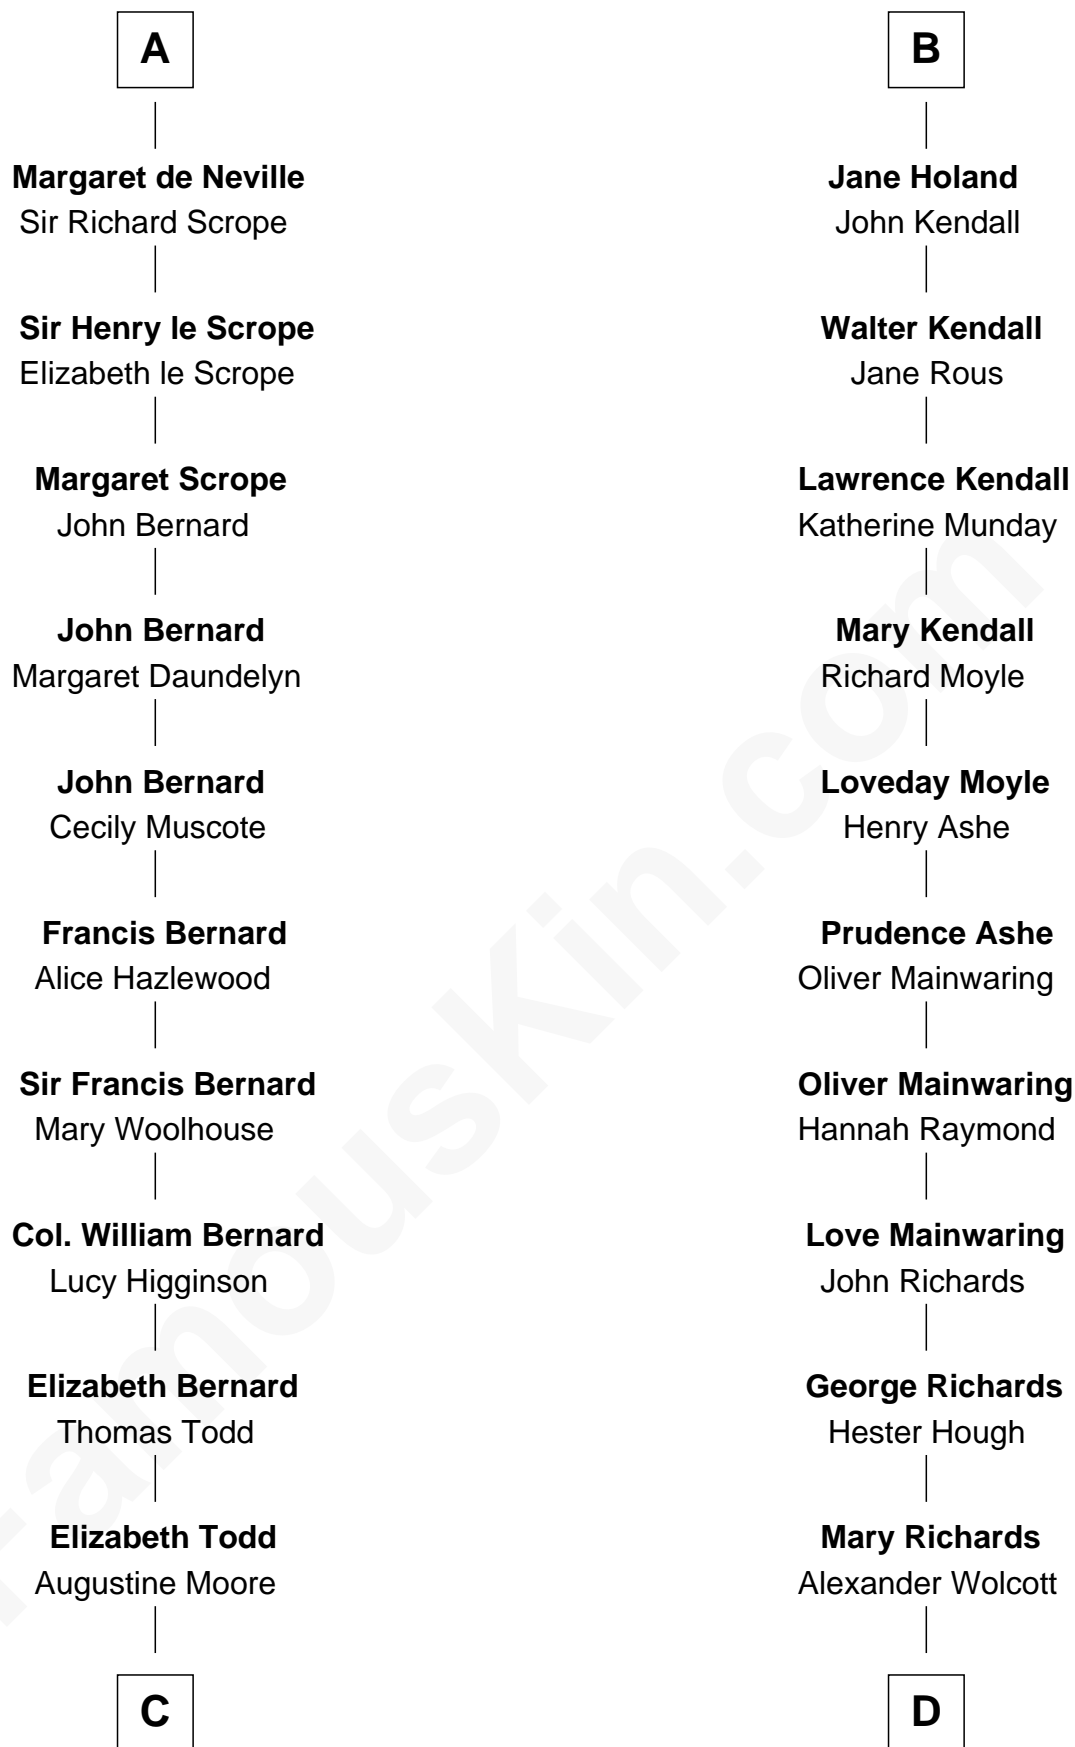 A
Margaret de Neville
Sir Richard Scrope
Sir Henry le Scrope
Elizabeth le Scrope
Margaret Scrope
John Bernard
John Bernard
Margaret Daundelyn
John Bernard
Cecily Muscote
Francis Bernard
Alice Hazlewood
Sir Francis Bernard
Mary Woolhouse
Col. William Bernard
Lucy Higginson
Elizabeth Bernard
Thomas Todd
Elizabeth Todd
Augustine Moore
C
B
Jane Holand
John Kendall
Walter Kendall
Jane Rous
Lawrence Kendall
Katherine Munday
Mary Kendall
Richard Moyle
Loveday Moyle
Henry Ashe
Prudence Ashe
Oliver Mainwaring
Oliver Mainwaring
Hannah Raymond
Love Mainwaring
John Richards
George Richards
Hester Hough
Mary Richards
Alexander Wolcott
D
FamousKin.com